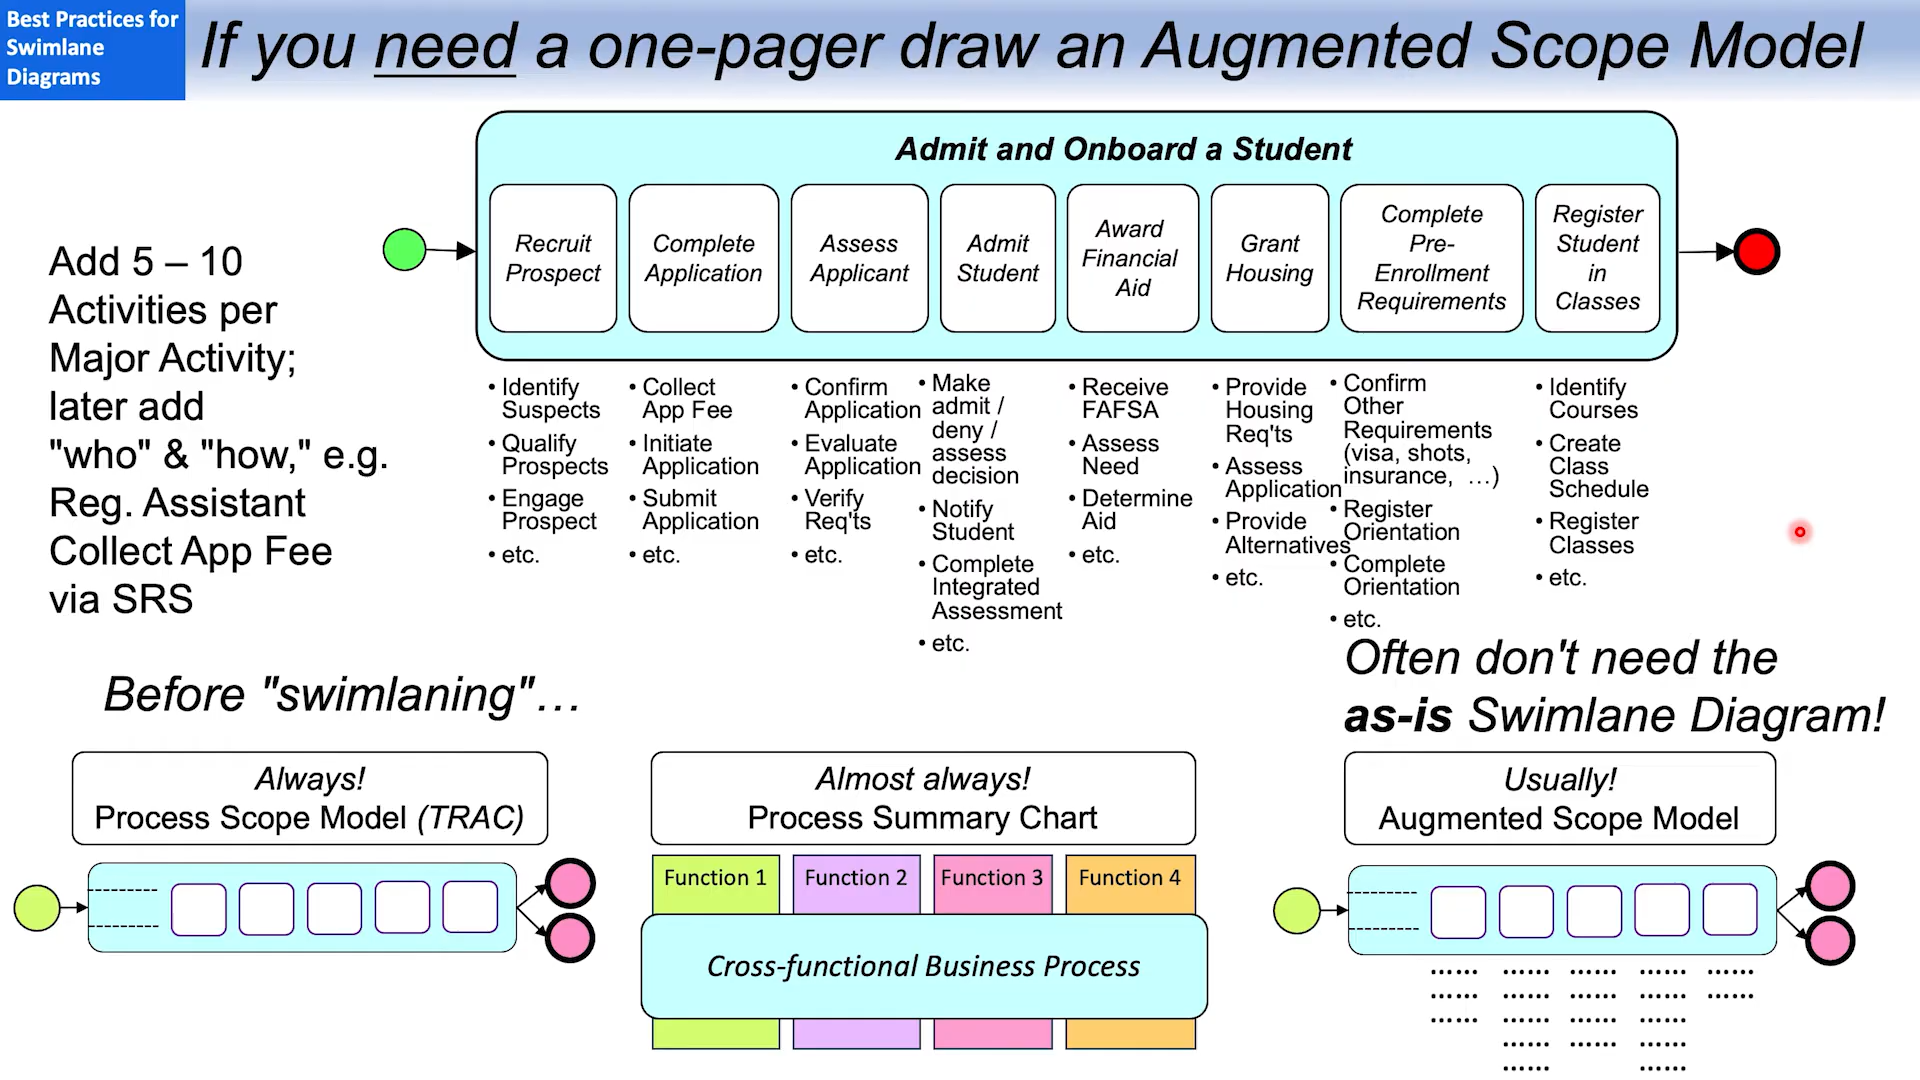 Best Practices for
Swimlane
Diagrams
If you need a one-pager draw an Augmented Scope Model
Admit and Onboard a Student
Recruit
Prospect
Complete
Application
Assess
Applicant
Admit
Student
Award
Financial
Aid
Grant
Housing
Complete
Pre-
Enrollment
Requirements
Register
Student
in
Classes
Add 5 – 10
Activities per
Major Activity;
later add
"who" & "how," e.g.
Reg. Assistant
Collect App Fee
via SRS
• Identify
Suspects
• Qualify
Prospects
• Engage
Prospect
• etc.
• Collect
App Fee
• Initiate
Application
• Submit
Application
• etc.
• Confirm
Application
• Evaluate
Application
• Verify
Req'ts
• etc.
• Make
admit /
deny /
assess
decision
• Notify
Student
• Complete
Integrated
Assessment
• etc.
• Receive
FAFSA
• Assess
Need
• Determine
Aid
• etc.
• Provide
Housing
Req'ts
• Assess
Application
• Provide
Alternatives
• etc.
• Confirm
Other
Requirements
(visa, shots,
insurance, …)
• Register
Orientation
• Complete
Orientation
• etc.
• Identify
Courses
• Create
Class
Schedule
• Register
Classes
• etc.
Before "swimlaning"…
Often don't need the
as-is Swimlane Diagram!
Always!
Process Scope Model (TRAC)
Almost always!
Process Summary Chart
Function 1
Function 2
Function 3
Function 4
Cross-functional Business Process
Usually!
Augmented Scope Model